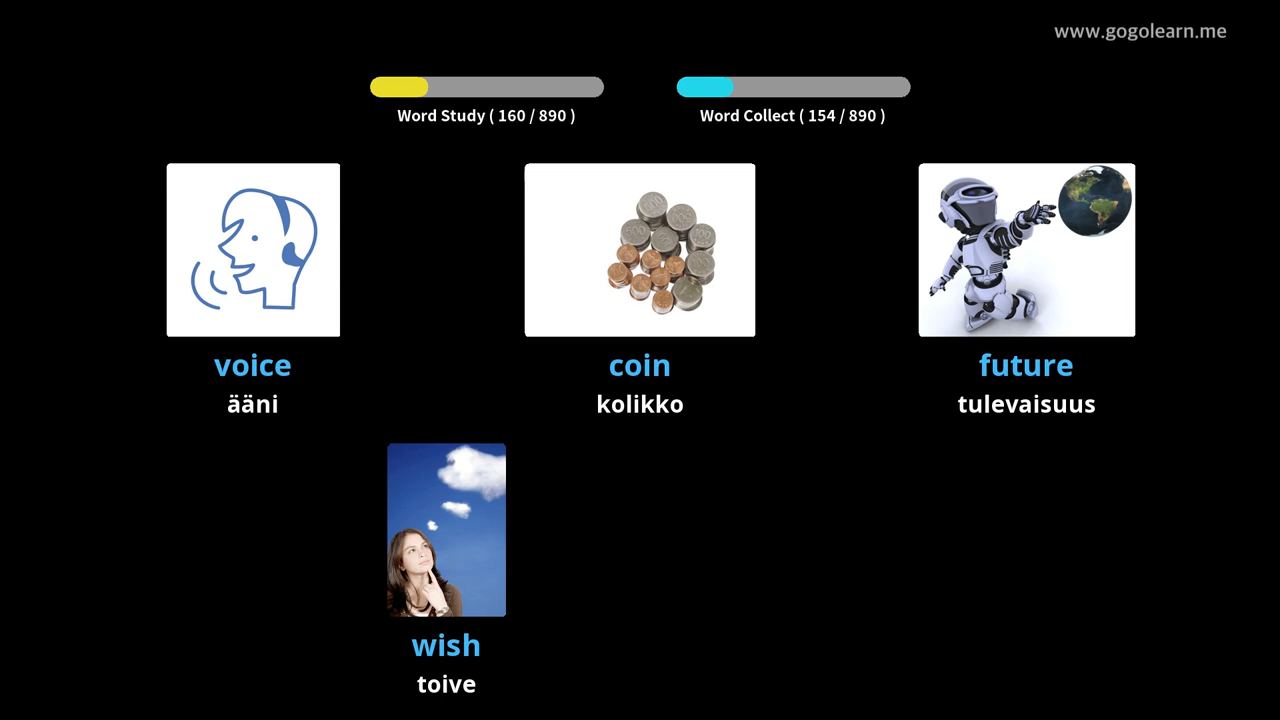 www.gogolearn.me
Word Study ( 160 / 890 )
Word Collect ( 154 / 890 )
voice
ääni
coin
kolikko
future
tulevaisuus
wish
toive